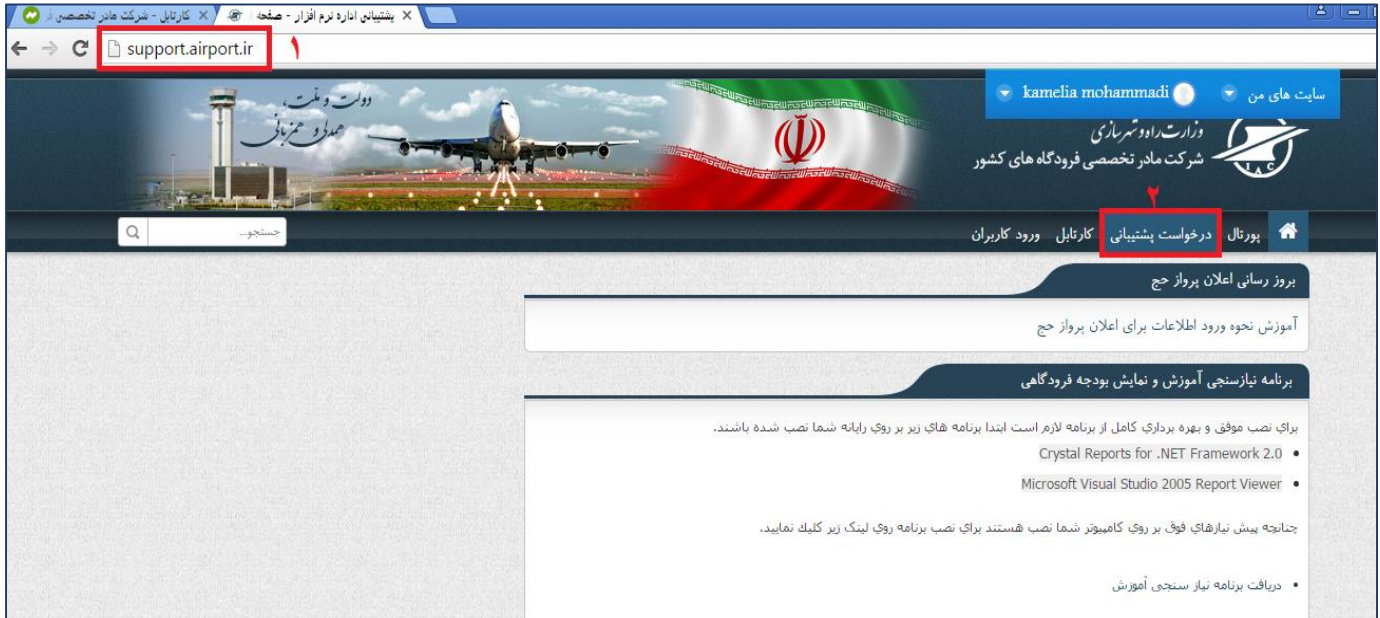 پشتیبانی اداره نرم افزار - صفحه
کارتابل - شرکت مادر تخصصی
support.airport.ir
۱
سایت های من
kamelia mohammadi
دولت و ملت،
همدلی و همزبانی
وزارت راه و شهرسازی
شرکت مادر تخصصی فرودگاه های کشور
IAC
۲
پورتال
درخواست پشتیبانی
کارتابل
ورود کاربران
جستجو...
بروز رسانی اعلان پرواز حج
آموزش نحوه ورود اطلاعات برای اعلان پرواز حج
برنامه نیازسنجی آموزش و نمایش بودجه فرودگاهی
براي نصب موفق و بهره برداري كامل از برنامه لازم است ابتدا برنامه هاي زير بر روي رايانه شما نصب شده باشند.
Crystal Reports for .NET Framework 2.0
Microsoft Visual Studio 2005 Report Viewer
چنانچه پيش نيازهاي فوق بر روي كامپيوتر شما نصب هستند براي نصب برنامه روي لينک زير كليك نماييد.
دریافت برنامه نیاز سنجی آموزش